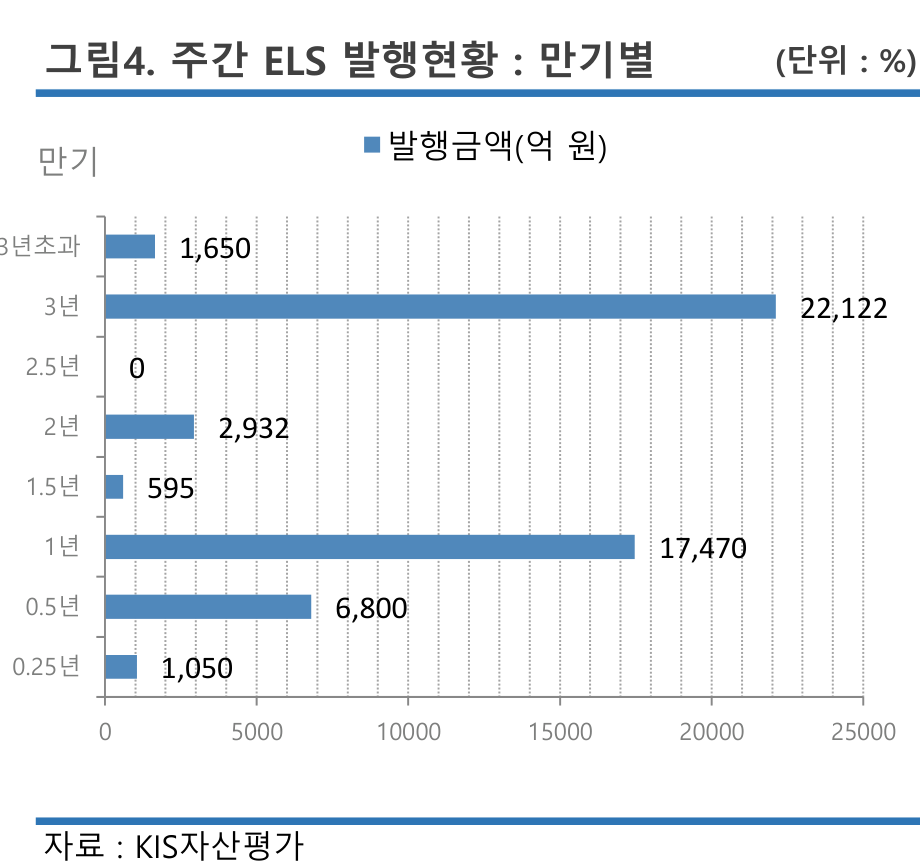 그림4. 주간 ELS 발행현황 : 만기별 (단위 : %)
발행금액(억 원)
만기
3년초과 1,650
3년 22,122
2.5년 0
2년 2,932
1.5년 595
1년 17,470
0.5년 6,800
0.25년 1,050
0 5000 10000 15000 20000 25000
자료 : KIS자산평가